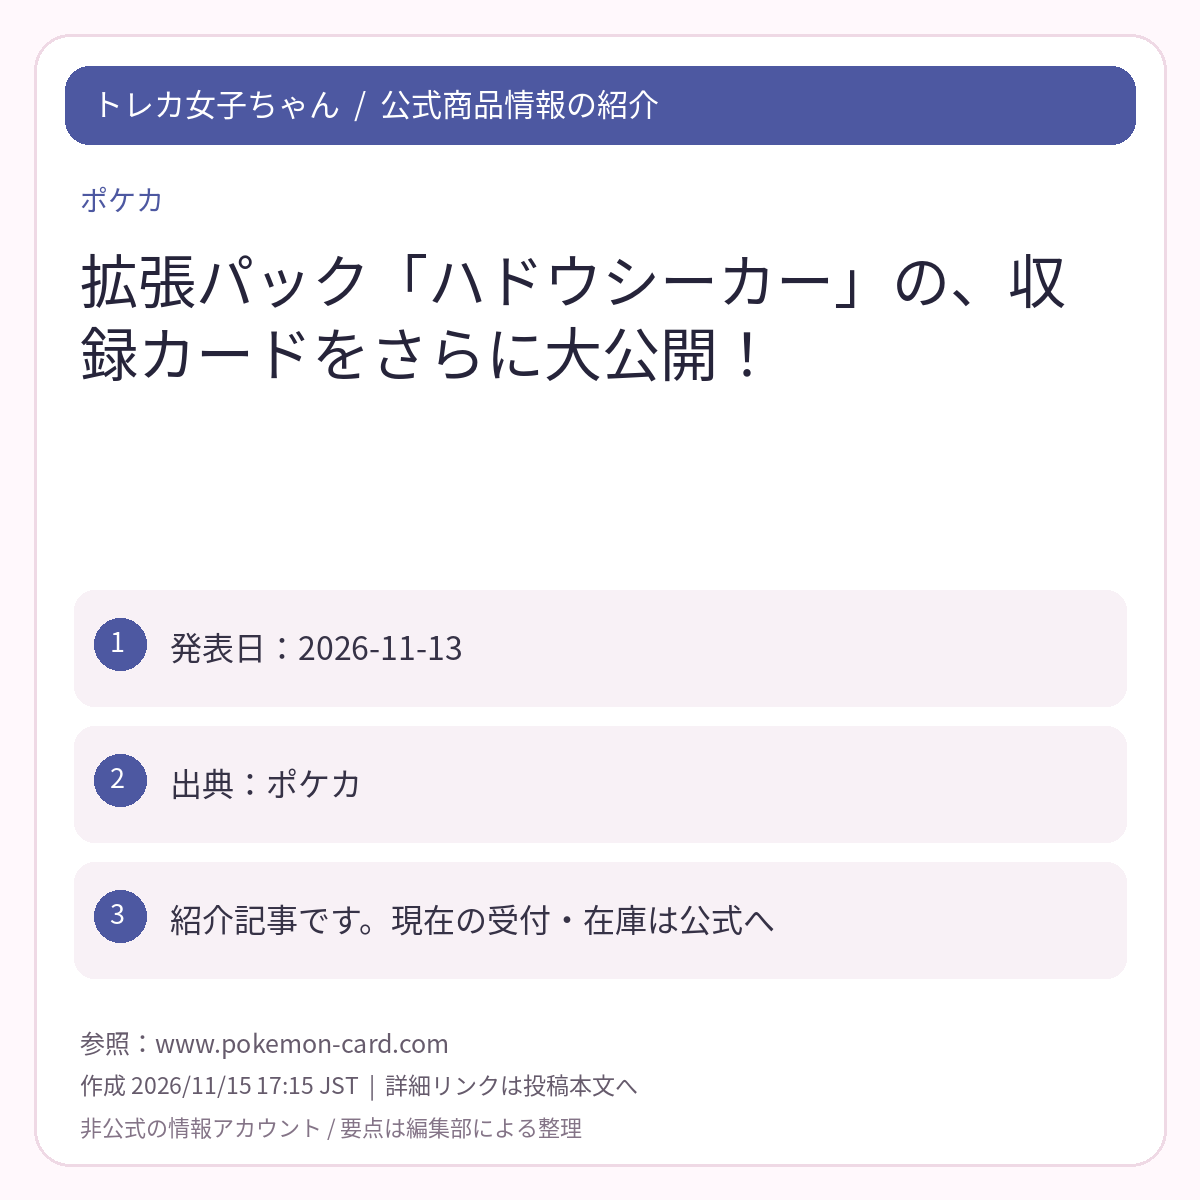 トレカ女子ちゃん / 公式商品情報の紹介
ポケカ
拡張パック「ハドウシーカー」の、収
録カードをさらに大公開！
1 発表日：2026-11-13
2 出典：ポケカ
3 紹介記事です。現在の受付・在庫は公式へ
参照：www.pokemon-card.com
作成 2026/11/15 17:15 JST｜詳細リンクは投稿本文へ
非公式の情報アカウント / 要点は編集部による整理